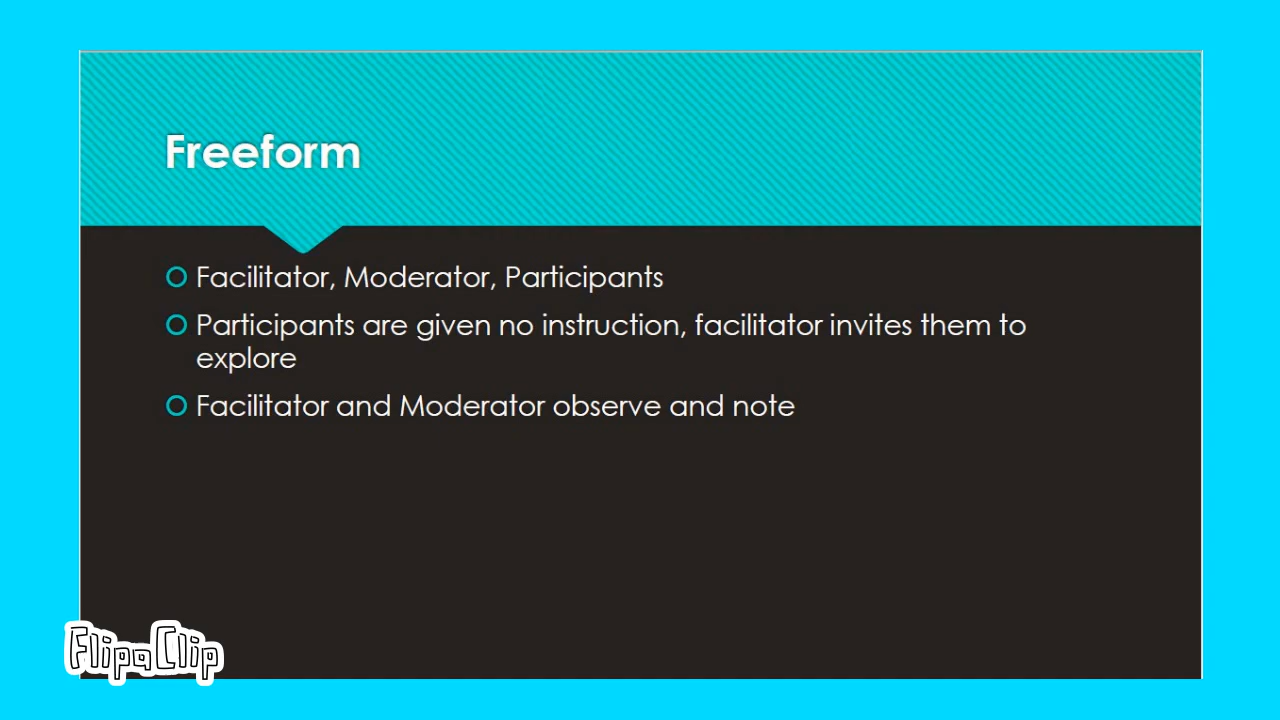 Freeform
Facilitator, Moderator, Participants
Participants are given no instruction, facilitator invites them to
explore
Facilitator and Moderator observe and note
FlipaClip